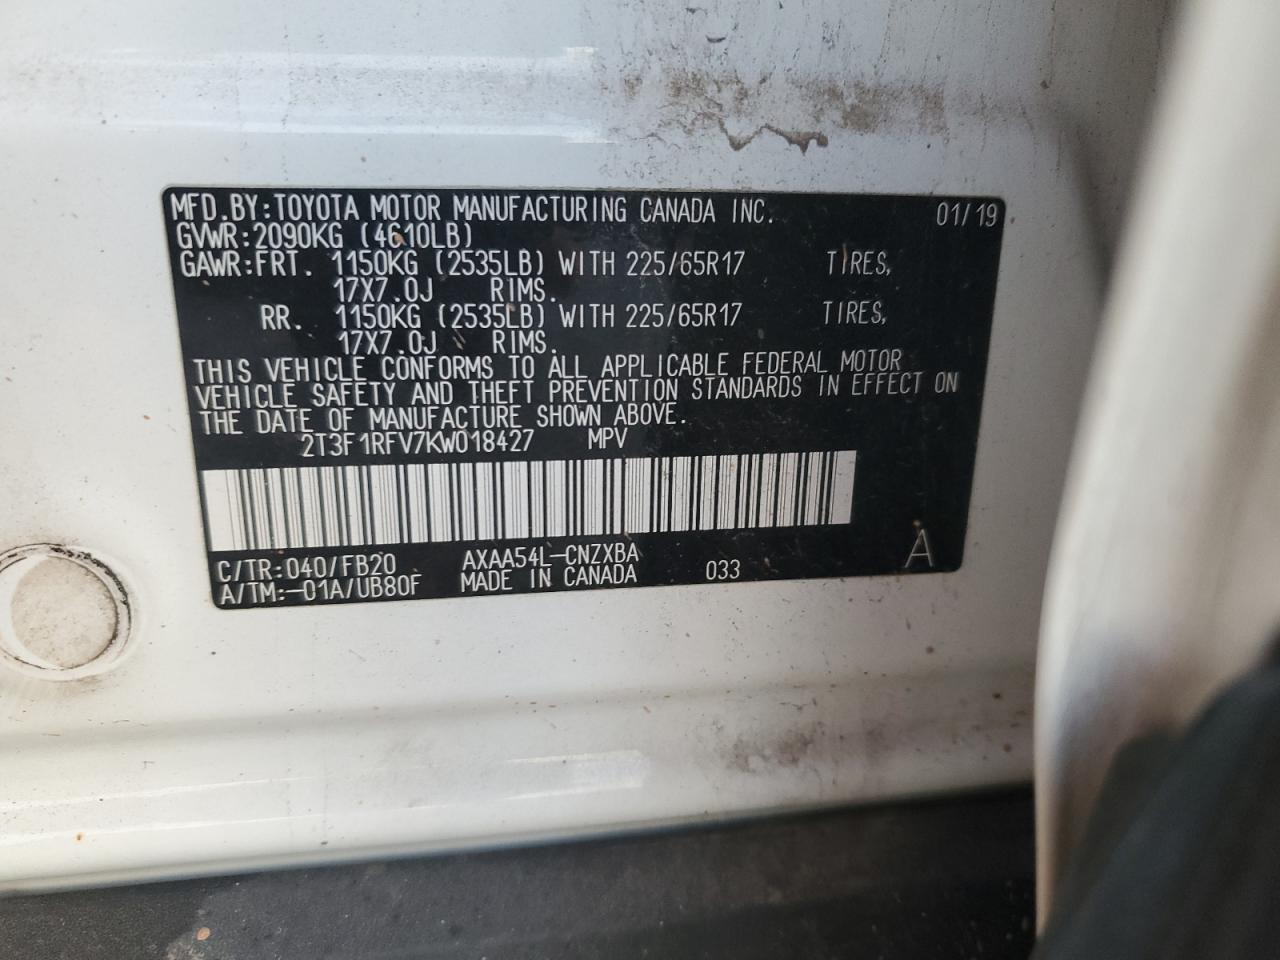 MFD.BY:TOYOTA MOTOR MANUFACTURING CANADA INC. 01/19
GVWR:2090KG (4610LB)
GAWR:FRT. 1150KG (2535LB) WITH 225/65R17 TIRES,
17X7.0J RIMS.
RR. 1150KG (2535LB) WITH 225/65R17 TIRES,
17X7.0J RIMS.
THIS VEHICLE CONFORMS TO ALL APPLICABLE FEDERAL MOTOR
VEHICLE SAFETY AND THEFT PREVENTION STANDARDS IN EFFECT ON
THE DATE OF MANUFACTURE SHOWN ABOVE.
2T3F1RFV7KW018427 MPV
C/TR:040/FB20 AXAA54L-CNZXBA
A/TM:-01A/UB80F MADE IN CANADA 033 A